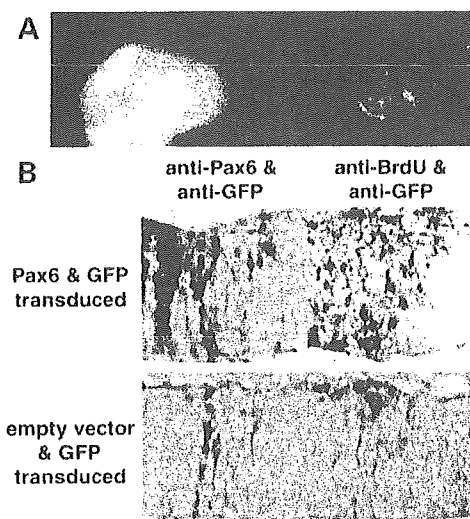 A
B
anti-Pax6 & anti-BrdU &
anti-GFP anti-GFP
Pax6 & GFP
transduced
empty vector
& GFP
transduced